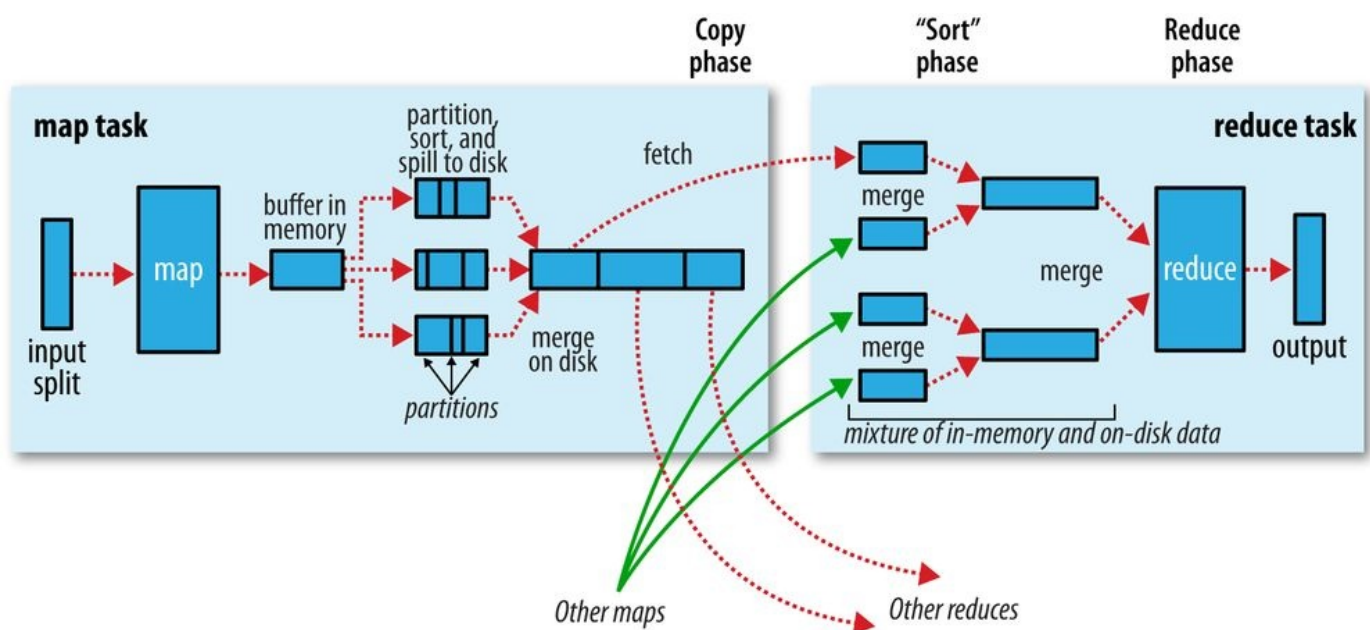 Copy
phase
“Sort”
phase
Reduce
phase
map task
partition,
sort, and
spill to disk
fetch
buffer in
memory
map
input
split
merge
on disk
partitions
reduce task
merge
merge
merge
reduce
output
mixture of in-memory and on-disk data
Other maps
Other reduces